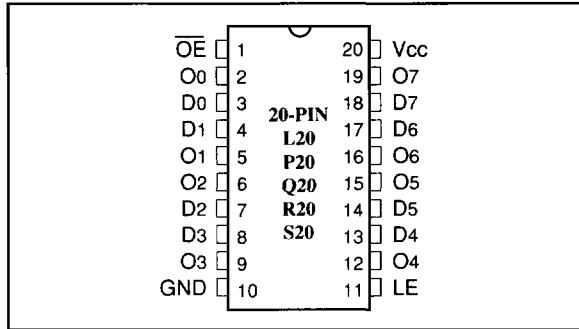 O̅E̅ 1 20 Vcc
O0 2 19 O7
D0 3 18 D7
D1 4 17 D6
O1 5 16 O6
O2 6 15 O5
D2 7 14 D5
D3 8 13 D4
O3 9 12 O4
GND 10 11 LE
20-PIN
L20
P20
Q20
R20
S20